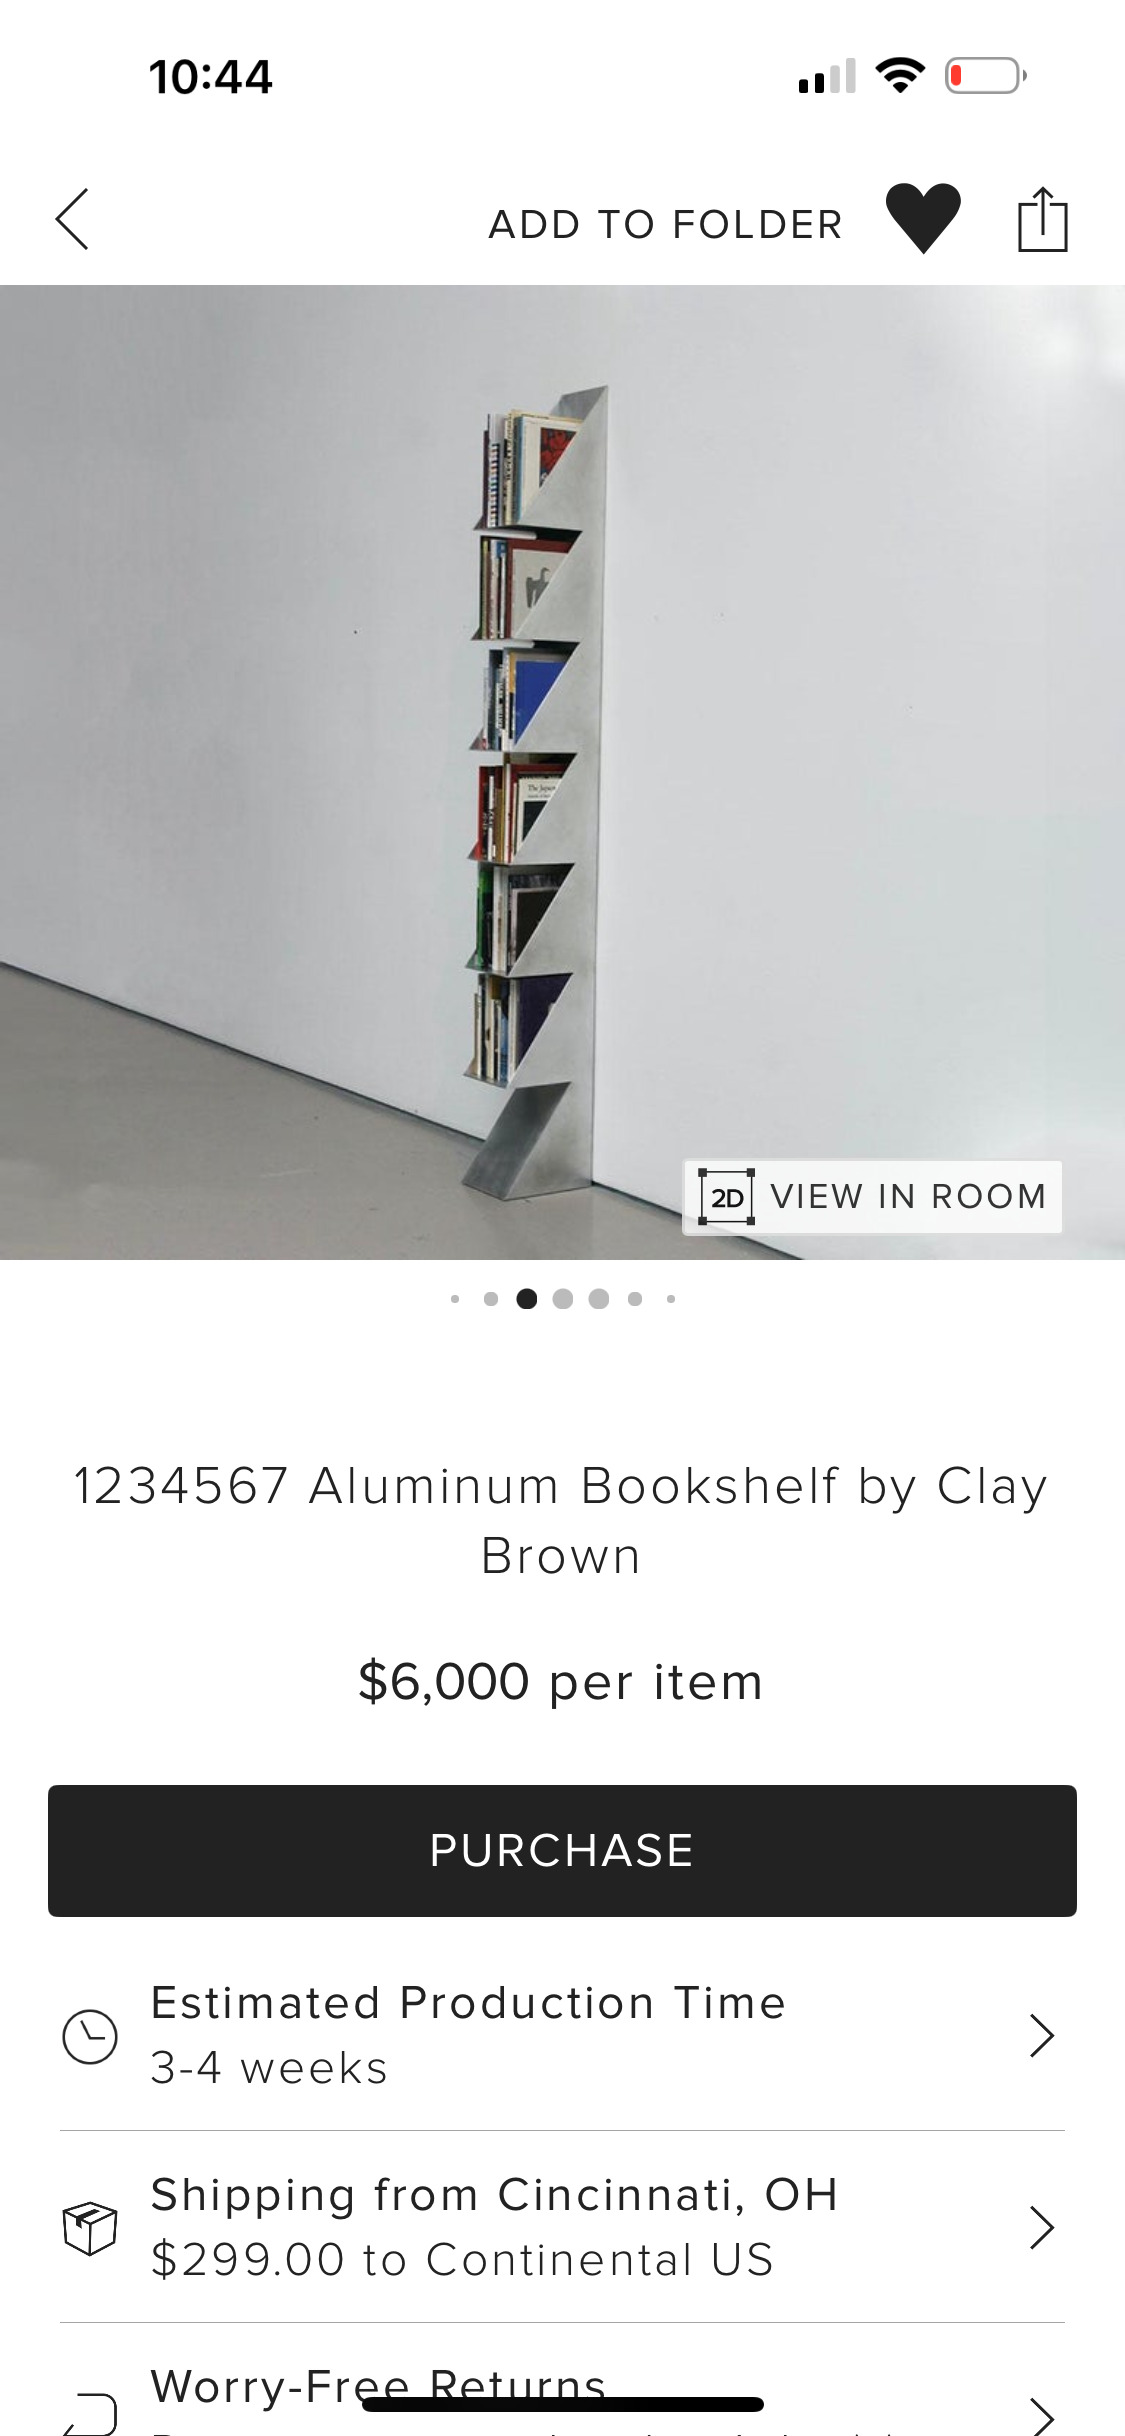 10:44
ADD TO FOLDER
The Japan
2D VIEW IN ROOM
1234567 Aluminum Bookshelf by Clay
Brown
$6,000 per item
PURCHASE
Estimated Production Time
3-4 weeks
Shipping from Cincinnati, OH
$299.00 to Continental US
Worry-Free Returns